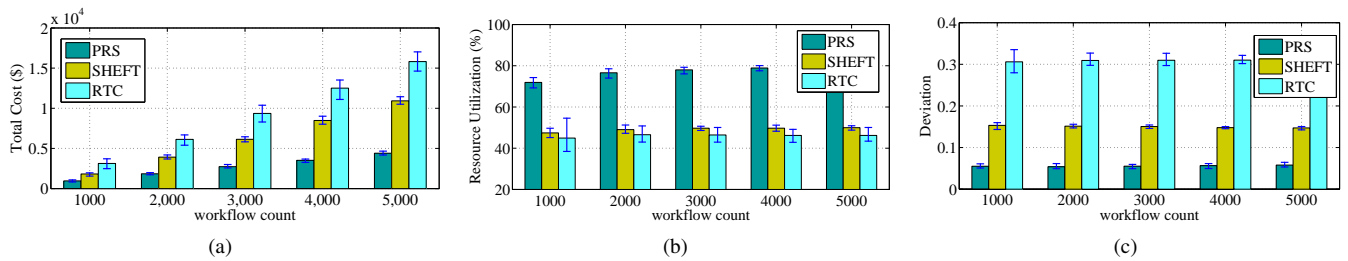 x 10^4
2
1.5
1
0.5
0
Total Cost ($)
PRS
SHEFT
RTC
1000 2,000 3,000 4,000 5,000
workflow count
(a)
100
80
60
40
20
Resource Utilization (%)
PRS
SHEFT
RTC
1000 2000 3000 4000 5000
workflow count
(b)
0.4
0.3
0.2
0.1
0
Deviation
PRS
SHEFT
RTC
1000 2000 3000 4000 5000
workflow count
(c)